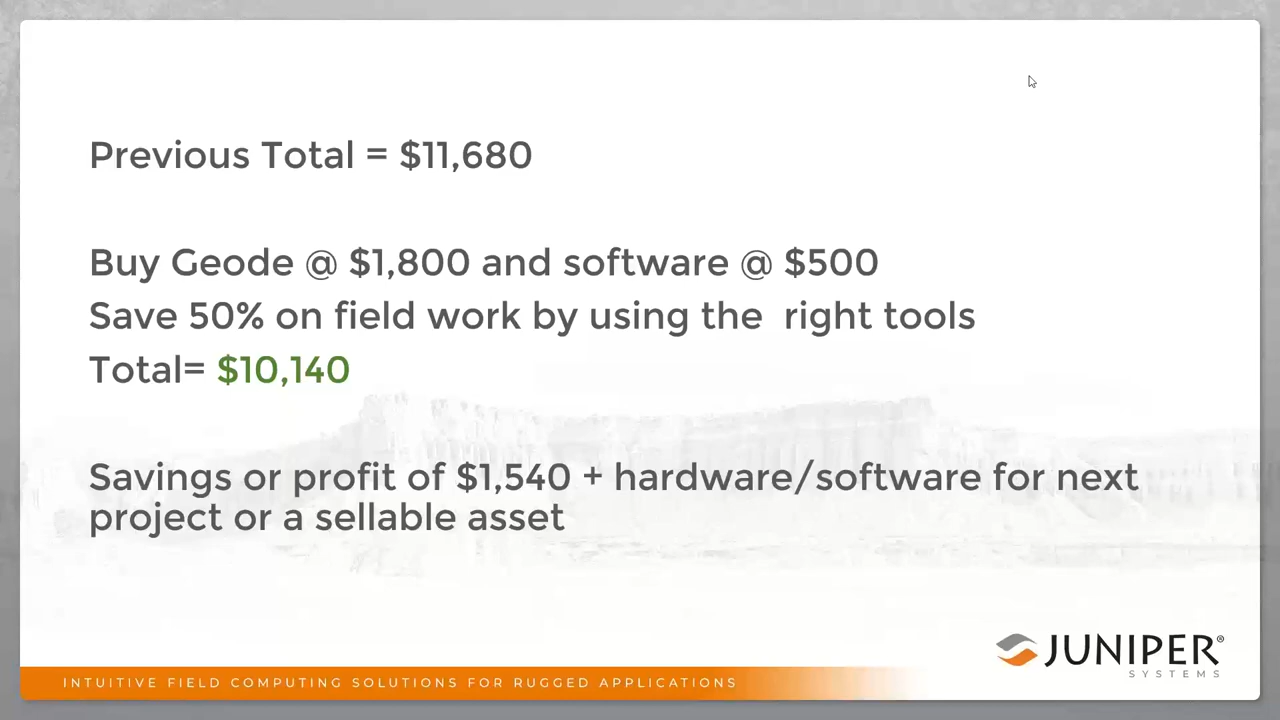 Previous Total = $11,680
Buy Geode @ $1,800 and software @ $500
Save 50% on field work by using the  right tools
Total= $10,140
Savings or profit of $1,540 + hardware/software for next
project or a sellable asset
JUNIPER®
SYSTEMS
INTUITIVE FIELD COMPUTING SOLUTIONS FOR RUGGED APPLICATIONS